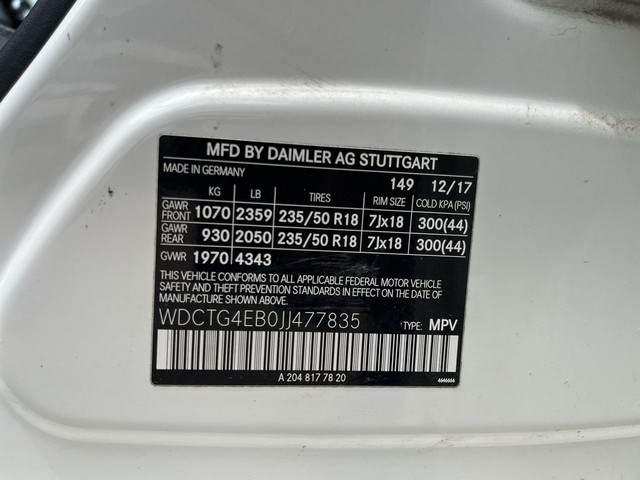 MFD BY DAIMLER AG STUTTGART
MADE IN GERMANY 149 12/17
KG LB TIRES RIM SIZE COLD KPA (PSI)
GAWR FRONT 1070 2359 235/50 R18 7Jx18 300(44)
GAWR REAR 930 2050 235/50 R18 7Jx18 300(44)
GVWR 1970 4343
THIS VEHICLE CONFORMS TO ALL APPLICABLE FEDERAL MOTOR VEHICLE
SAFETY AND THEFT PREVENTION STANDARDS IN EFFECT ON THE DATE
OF MANUFACTURE SHOWN ABOVE.
WDCTG4EB0JJ477835 TYPE: MPV
A 204 817 78 20 4646666